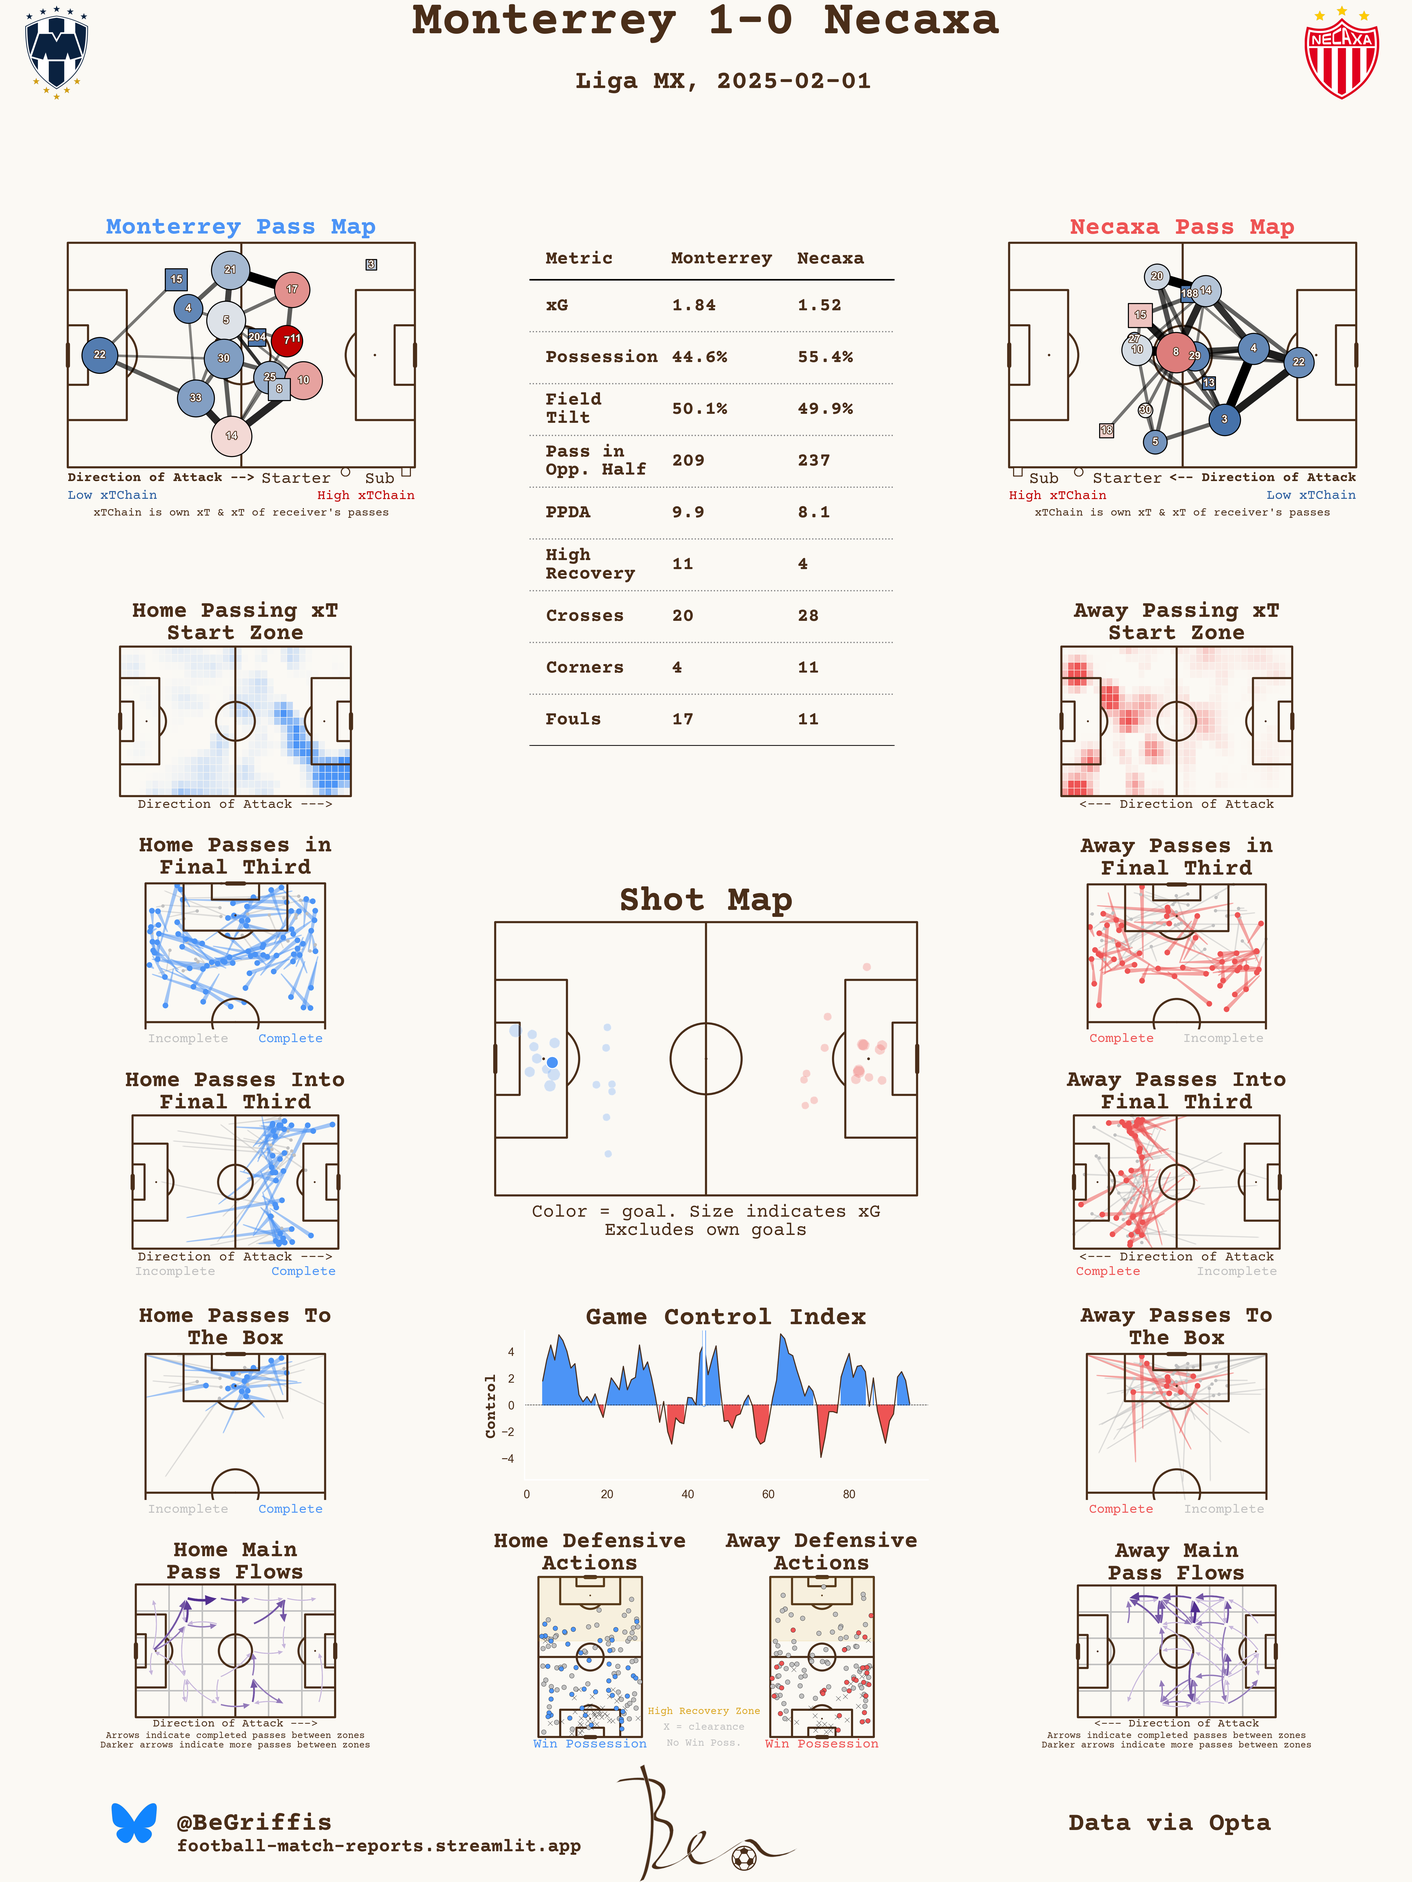 Monterrey 1-0 Necaxa
Liga MX, 2025-02-01
NECAXA
Monterrey Pass Map
21
15
17
4
5
204
7
11
22
30
25
10
8
33
14
Direction of Attack --> Starter Sub
Low xTChain High xTChain
xTChain is own xT & xT of receiver's passes
Metric Monterrey Necaxa
xG 1.84 1.52
Possession 44.6% 55.4%
Field
Tilt 50.1% 49.9%
Pass in
Opp. Half 209 237
PPDA 9.9 8.1
High
Recovery 11 4
Crosses 20 28
Corners 4 11
Fouls 17 11
Necaxa Pass Map
20
188
14
15
27
10
8
29
4
22
13
30
3
18
5
Sub Starter <-- Direction of Attack
High xTChain Low xTChain
xTChain is own xT & xT of receiver's passes
Home Passing xT
Start Zone
Direction of Attack --->
Away Passing xT
Start Zone
<--- Direction of Attack
Home Passes in
Final Third
Incomplete Complete
Away Passes in
Final Third
Complete Incomplete
Shot Map
Color = goal. Size indicates xG
Excludes own goals
Home Passes Into
Final Third
Direction of Attack --->
Incomplete Complete
Away Passes Into
Final Third
<--- Direction of Attack
Complete Incomplete
Home Passes To
The Box
Incomplete Complete
Game Control Index
Control
4
2
0
−2
−4
0 20 40 60 80
Away Passes To
The Box
Complete Incomplete
Home Main
Pass Flows
Direction of Attack --->
Arrows indicate completed passes between zones
Darker arrows indicate more passes between zones
Home Defensive
Actions
Win Possession
Away Defensive
Actions
Win Possession
High Recovery Zone
X = clearance
No Win Poss.
Away Main
Pass Flows
<--- Direction of Attack
Arrows indicate completed passes between zones
Darker arrows indicate more passes between zones
@BeGriffis
football-match-reports.streamlit.app
Ben
Data via Opta